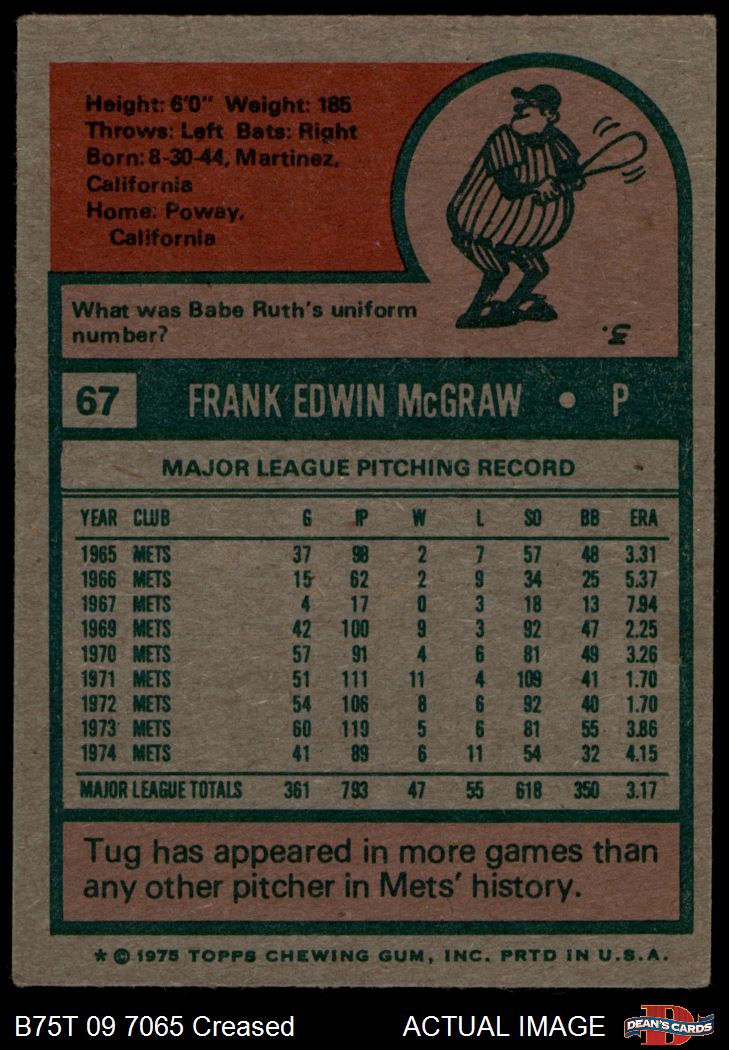 Height: 6'0" Weight: 185
Throws: Left Bats: Right
Born: 8-30-44, Martinez,
California
Home: Poway,
California
What was Babe Ruth's uniform
number?
3.
67 FRANK EDWIN McGRAW • P
MAJOR LEAGUE PITCHING RECORD
YEAR CLUB G IP W L SO BB ERA
1965 METS 37 98 2 7 57 48 3.31
1966 METS 15 62 2 9 34 25 5.37
1967 METS 4 17 0 3 18 13 7.94
1969 METS 42 100 9 3 92 47 2.25
1970 METS 57 91 4 6 81 49 3.26
1971 METS 51 111 11 4 109 41 1.70
1972 METS 54 106 8 6 92 40 1.70
1973 METS 60 119 5 6 81 55 3.86
1974 METS 41 89 6 11 54 32 4.15
MAJOR LEAGUE TOTALS 361 793 47 55 618 350 3.17
Tug has appeared in more games than
any other pitcher in Mets' history.
* © 1975 TOPPS CHEWING GUM, INC. PRTD IN U.S.A.
B75T 09 7065 Creased ACTUAL IMAGE DEAN'S CARDS